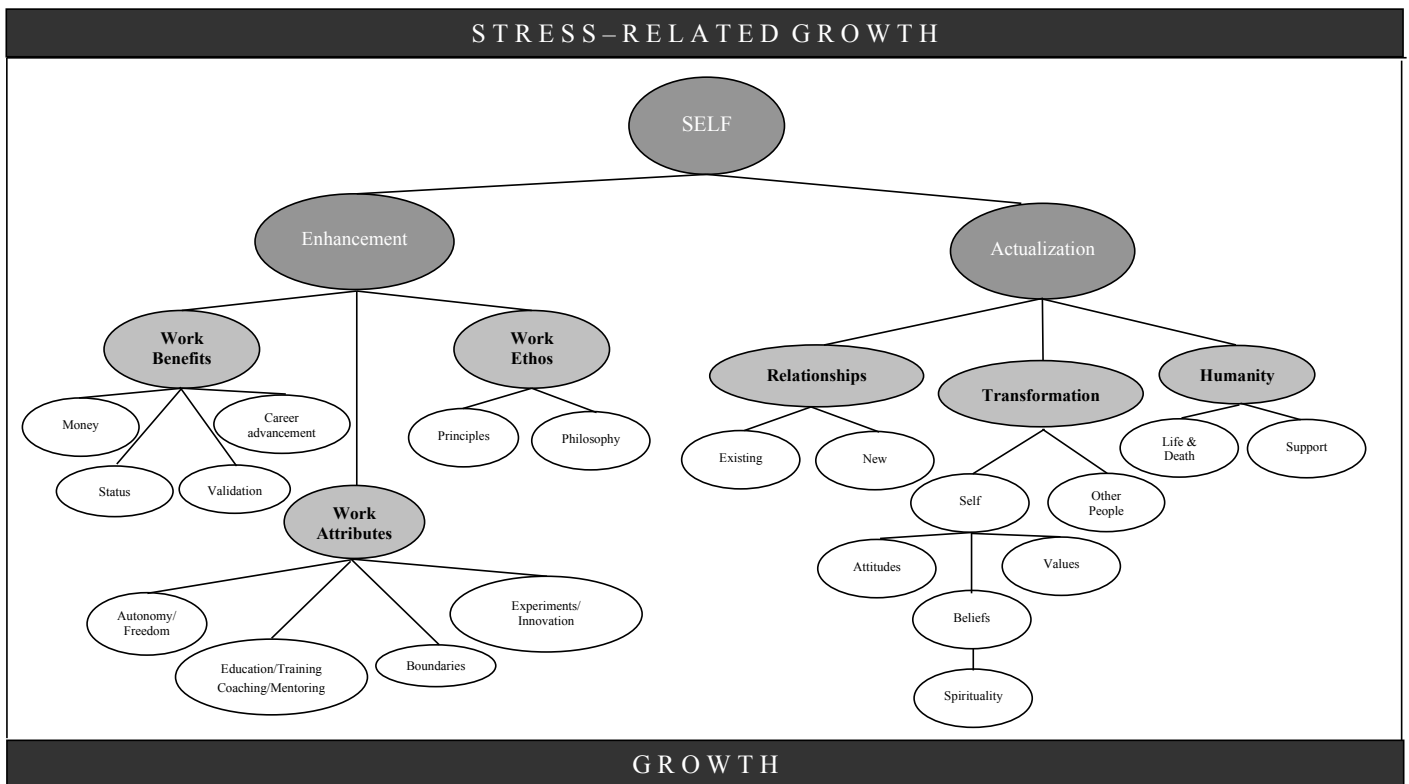 STRESS–RELATED GROWTH
SELF
Enhancement
Actualization
Work
Benefits
Work
Ethos
Relationships
Transformation
Humanity
Money
Career
advancement
Status
Validation
Principles
Philosophy
Work
Attributes
Autonomy/
Freedom
Education/Training
Coaching/Mentoring
Boundaries
Experiments/
Innovation
Existing
New
Self
Other
People
Life &
Death
Support
Attitudes
Values
Beliefs
Spirituality
GROWTH